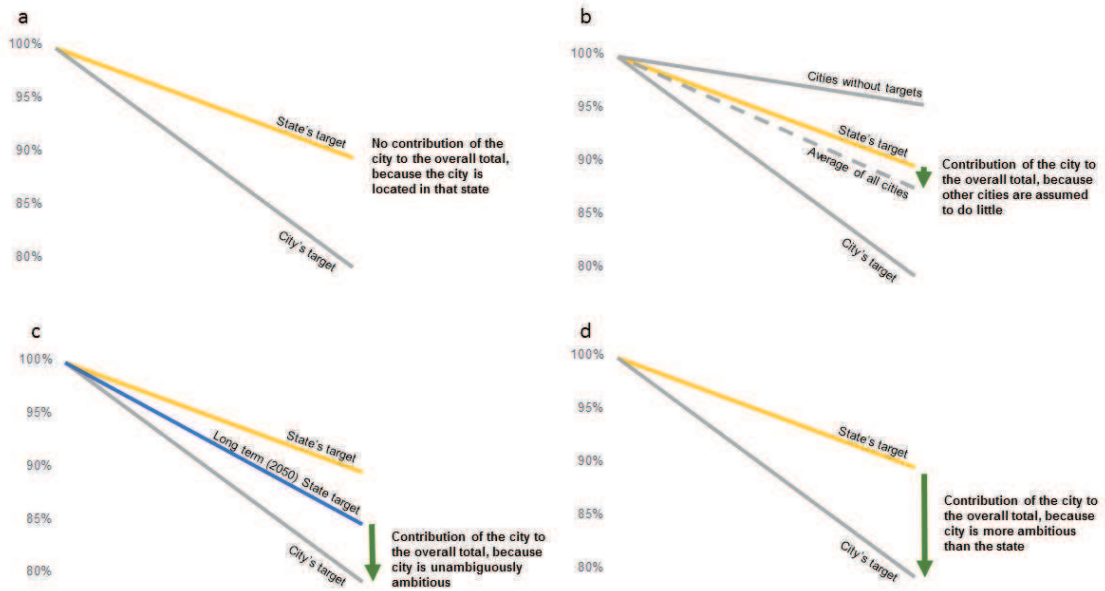 a
100%
95%
90%
85%
80%
State's target
City's target
No contribution of the
city to the overall total,
because the city is
located in that state
b
100%
95%
90%
85%
80%
Cities without targets
State's target
Average of all cities
City's target
Contribution of the city to
the overall total, because
other cities are assumed
to do little
c
100%
95%
90%
85%
80%
State's target
Long term (2050) State target
City's target
Contribution of the city to
the overall total, because
city is unambiguously
ambitious
d
100%
95%
90%
85%
80%
State's target
City's target
Contribution of the city to
the overall total, because
city is more ambitious
than the state